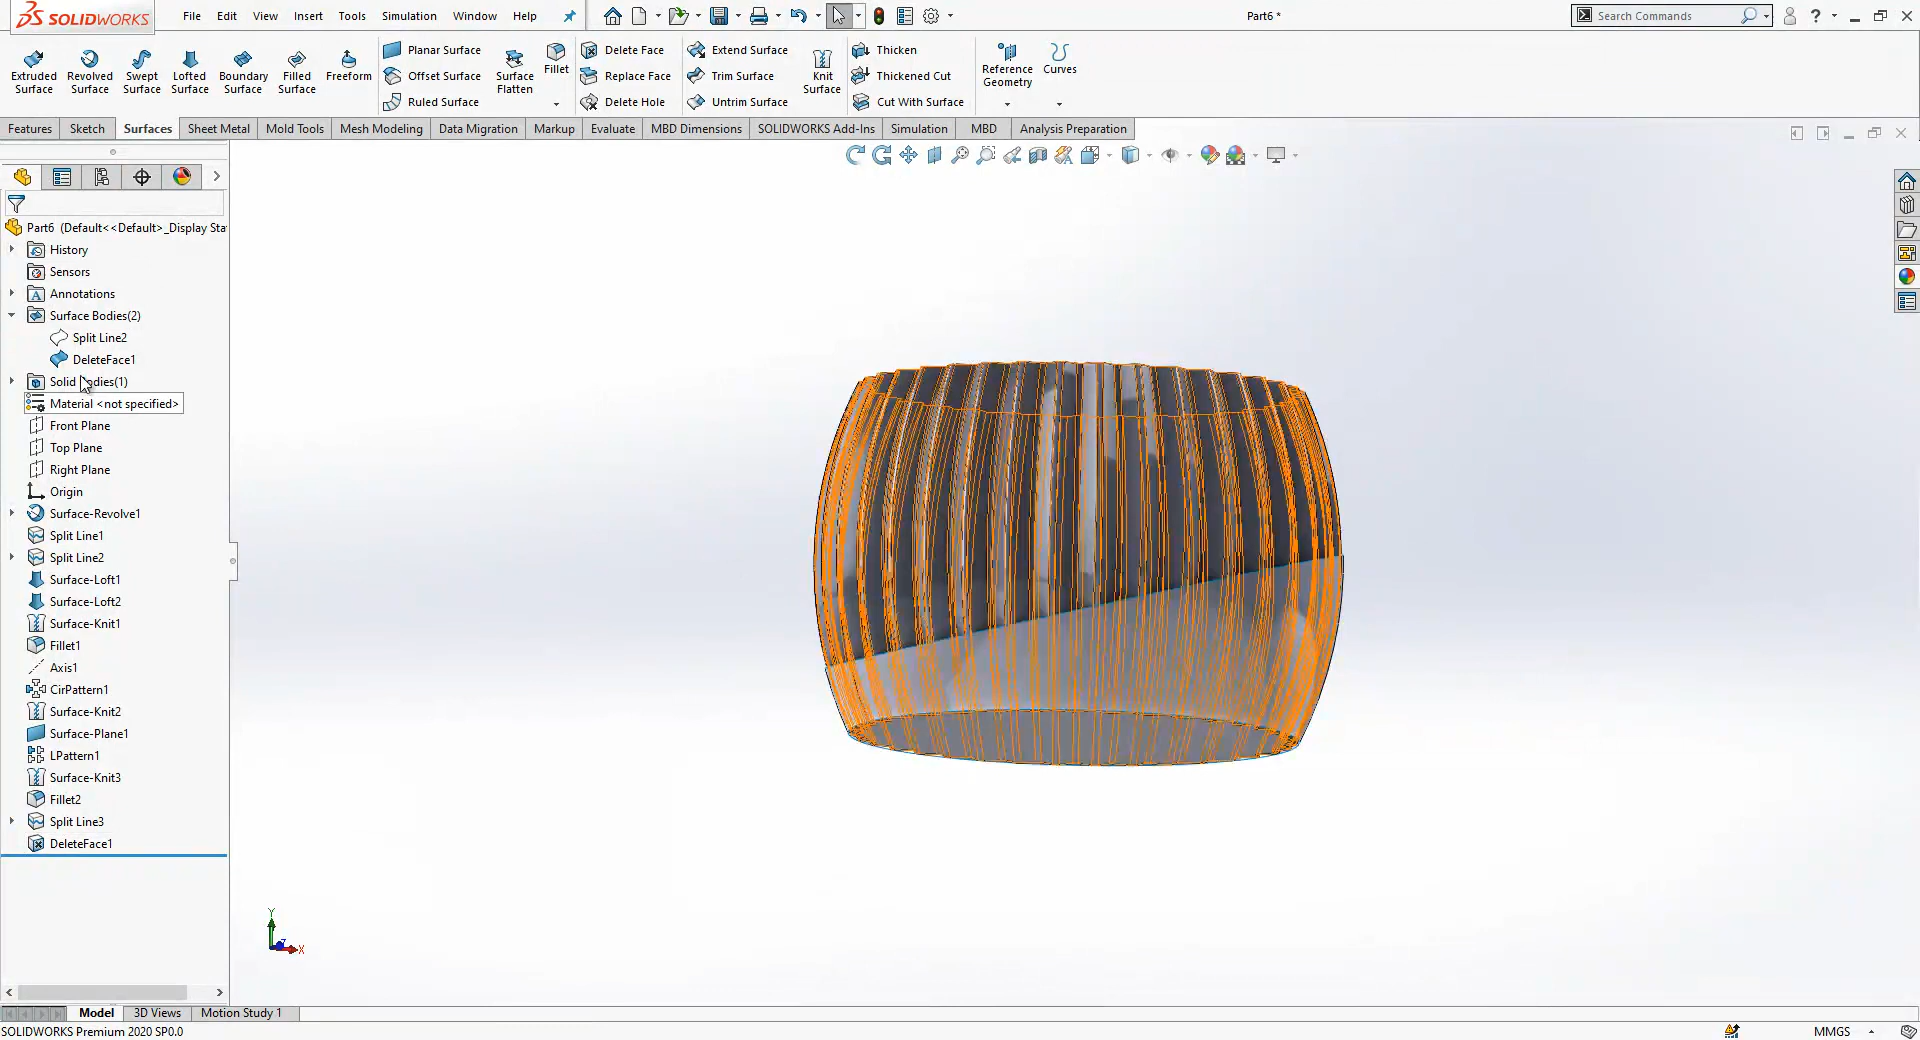 SOLIDWORKS
File Edit View Insert Tools Simulation Window Help
Part6 *
Search Commands
Extruded Surface
Revolved Surface
Swept Surface
Lofted Surface
Boundary Surface
Filled Surface
Freeform
Planar Surface
Offset Surface
Ruled Surface
Surface Flatten
Fillet
Delete Face
Replace Face
Delete Hole
Extend Surface
Trim Surface
Untrim Surface
Knit Surface
Thicken
Thickened Cut
Cut With Surface
Reference Geometry
Curves
Features Sketch Surfaces Sheet Metal Mold Tools Mesh Modeling Data Migration Markup Evaluate MBD Dimensions SOLIDWORKS Add-Ins Simulation MBD Analysis Preparation
Part6 (Default<<Default>_Display Sta
History
Sensors
Annotations
Surface Bodies(2)
Split Line2
DeleteFace1
Solid Bodies(1)
Material <not specified>
Front Plane
Top Plane
Right Plane
Origin
Surface-Revolve1
Split Line1
Split Line2
Surface-Loft1
Surface-Loft2
Surface-Knit1
Fillet1
Axis1
CirPattern1
Surface-Knit2
Surface-Plane1
LPattern1
Surface-Knit3
Fillet2
Split Line3
DeleteFace1
Y
Z
X
Model 3D Views Motion Study 1
SOLIDWORKS Premium 2020 SP0.0
MMGS